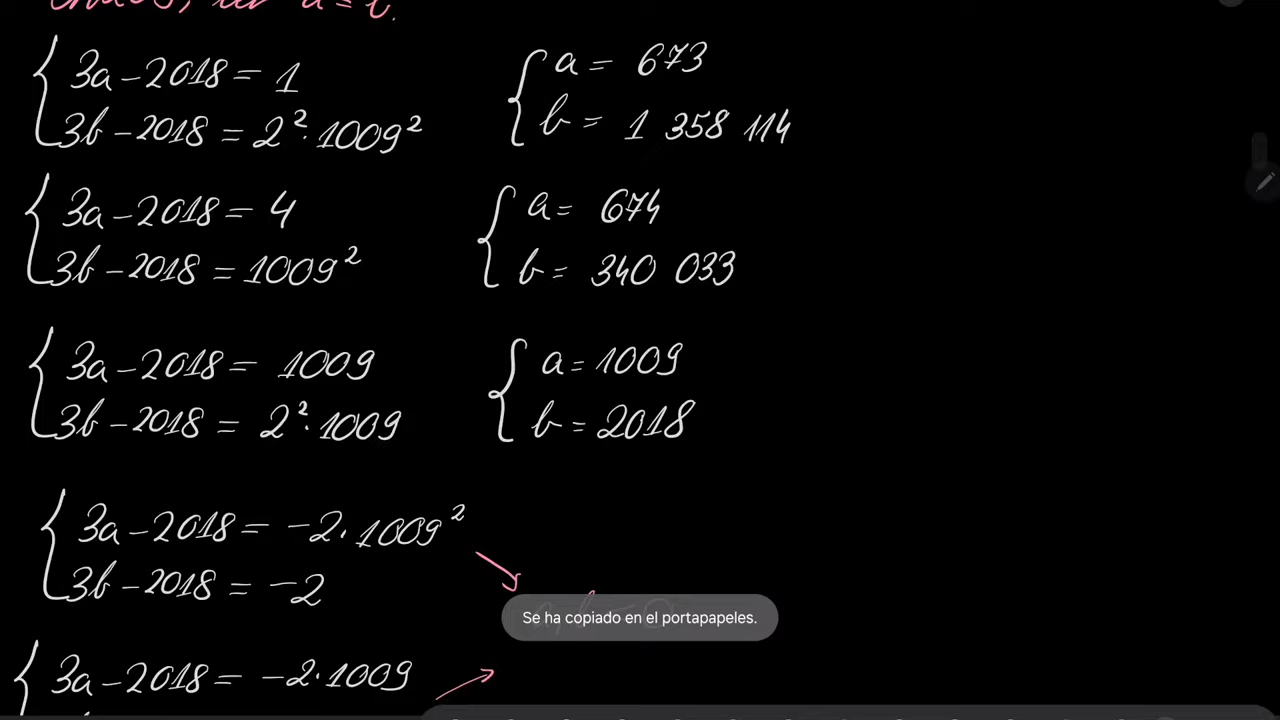 3a-2018 = 1
3b-2018 = 2²·1009²
a = 673
b = 1 358 114
3a-2018 = 4
3b-2018 = 1009²
a = 674
b = 340 033
3a-2018 = 1009
3b-2018 = 2²·1009
a = 1009
b = 2018
3a-2018 = -2·1009²
3b-2018 = -2
Se ha copiado en el portapapeles.
3a-2018 = -2·1009